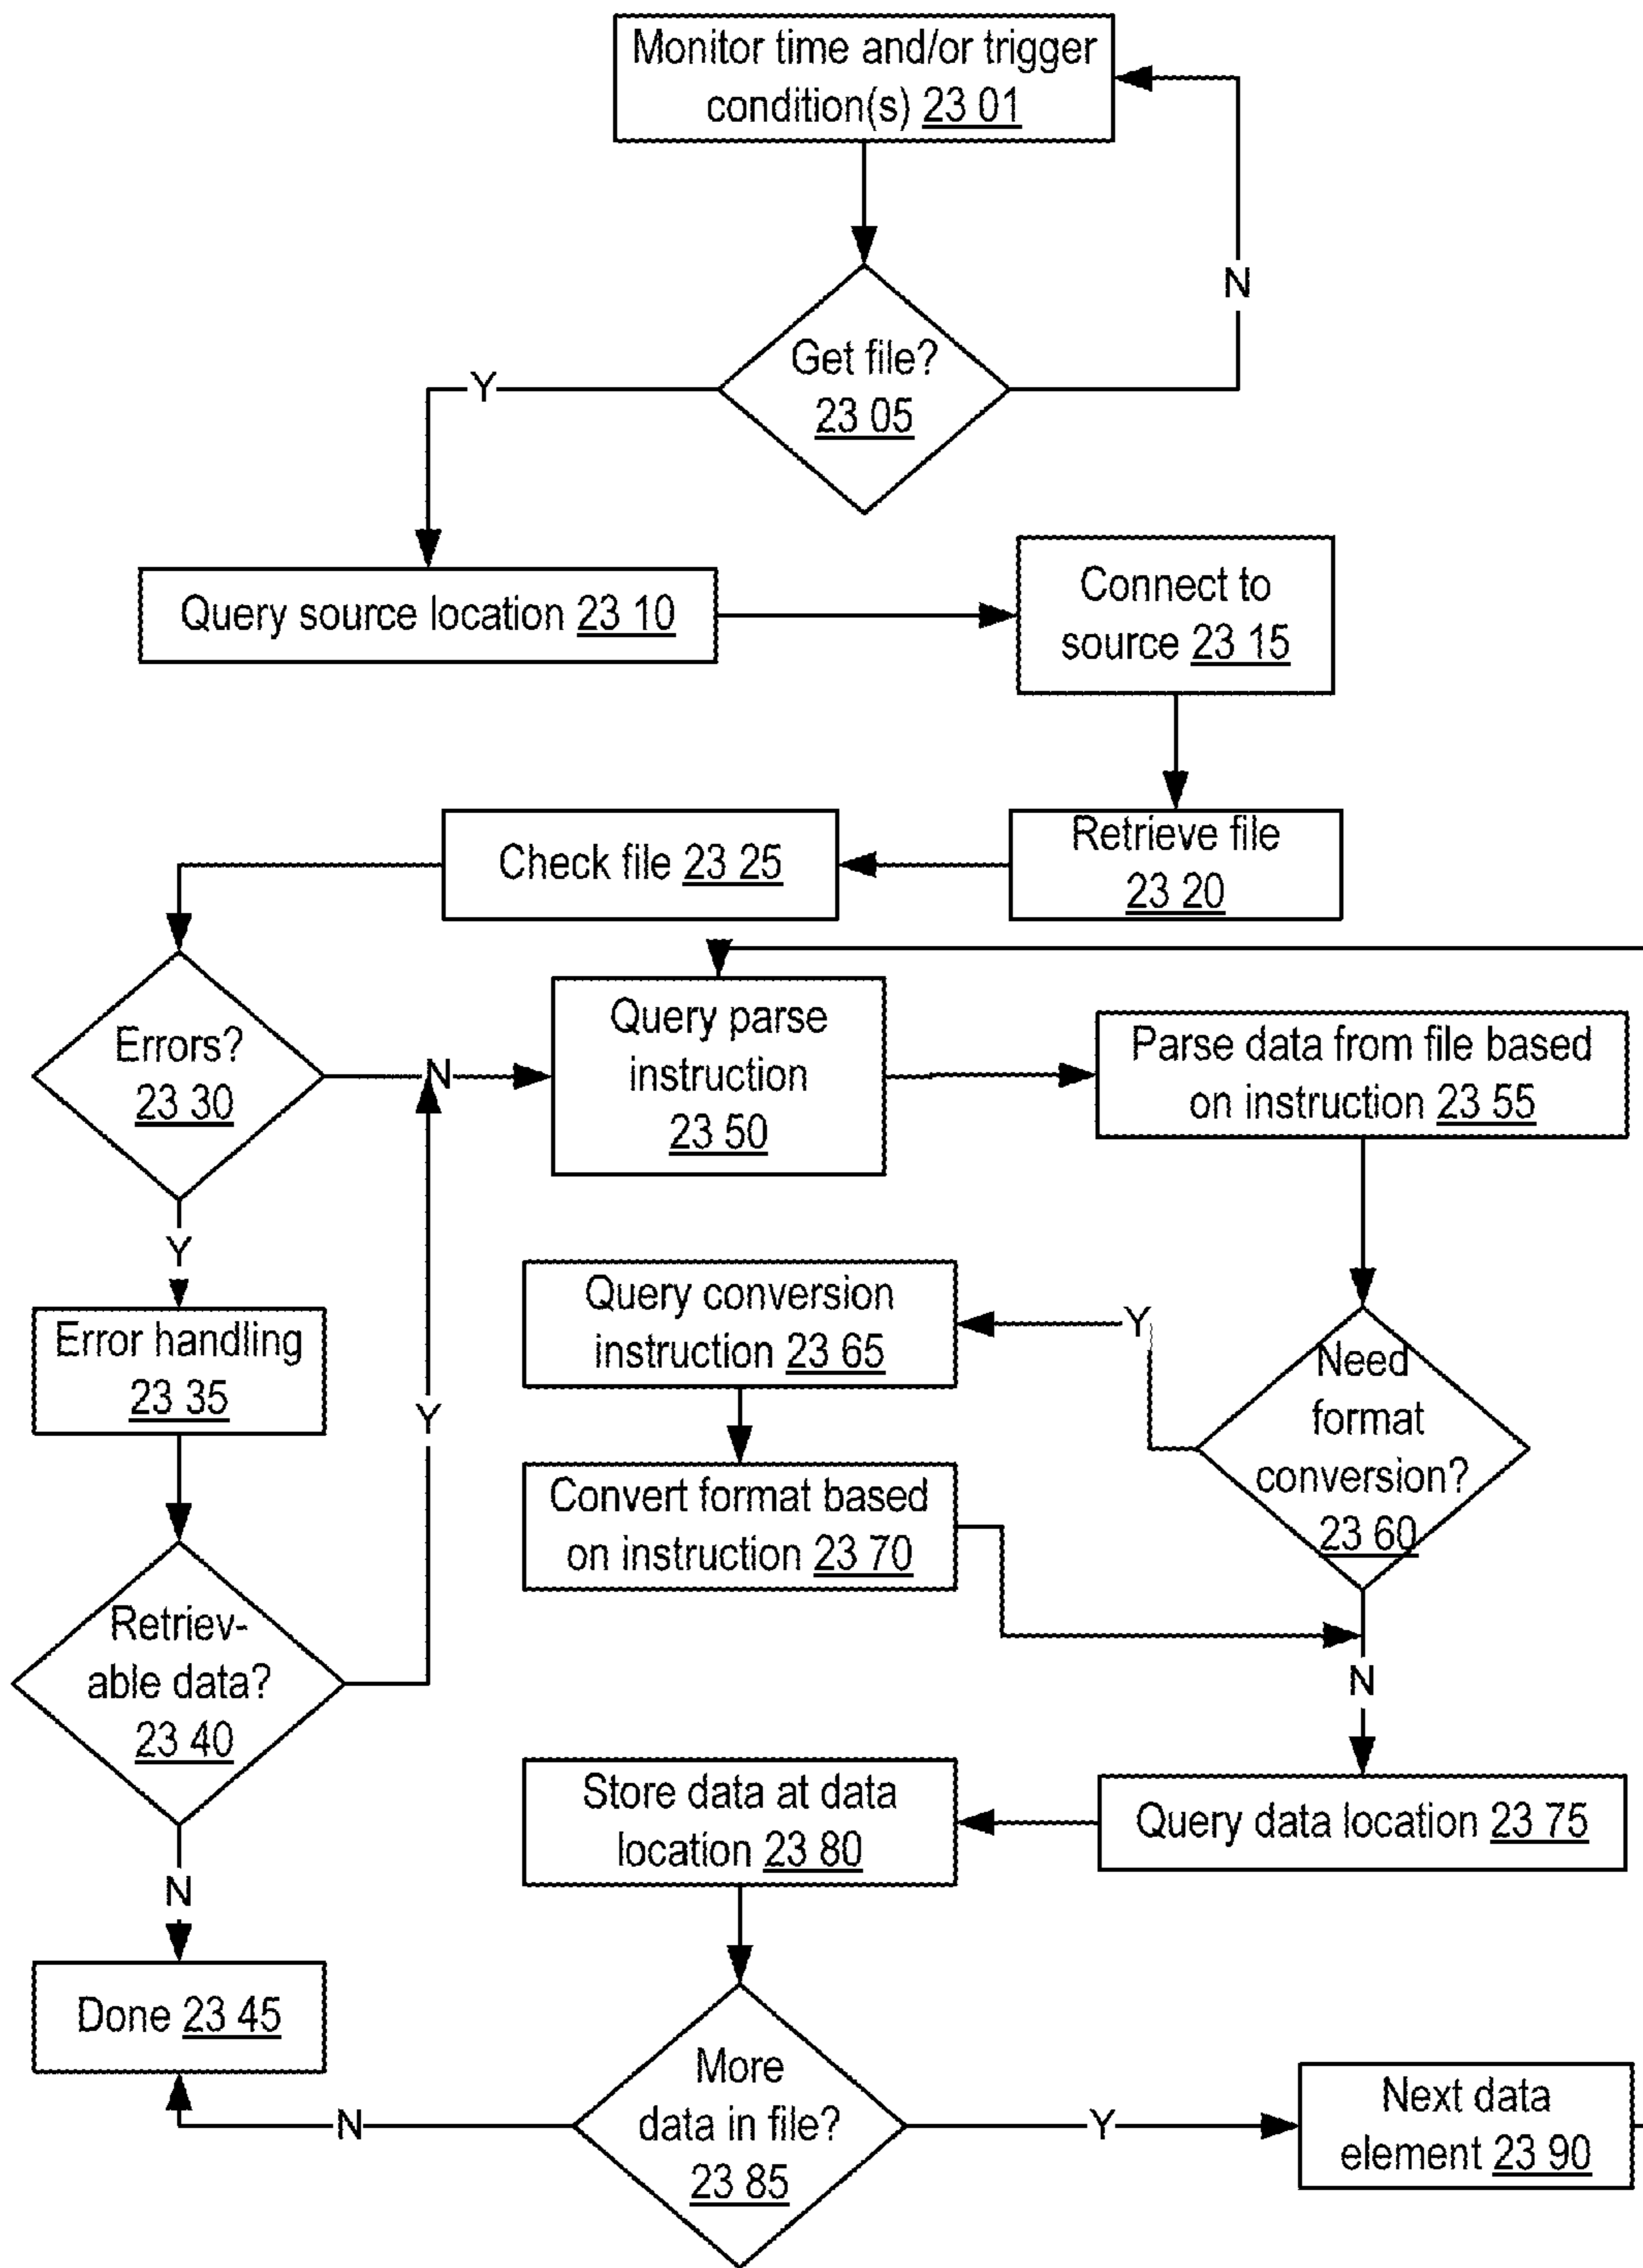 Monitor time and/or trigger
condition(s) 23 01
N
Get file?
23 05
Y
Query source location 23 10
Connect to
source 23 15
Retrieve file
23 20
Check file 23 25
Errors?
23 30
N
Query parse
instruction
23 50
Parse data from file based
on instruction 23 55
Y
Error handling
23 35
Y
Query conversion
instruction 23 65
Y
Need
format
conversion?
23 60
Convert format based
on instruction 23 70
Retriev-
able data?
23 40
N
N
Store data at data
location 23 80
Query data location 23 75
Done 23 45
N
More
data in file?
23 85
Y
Next data
element 23 90